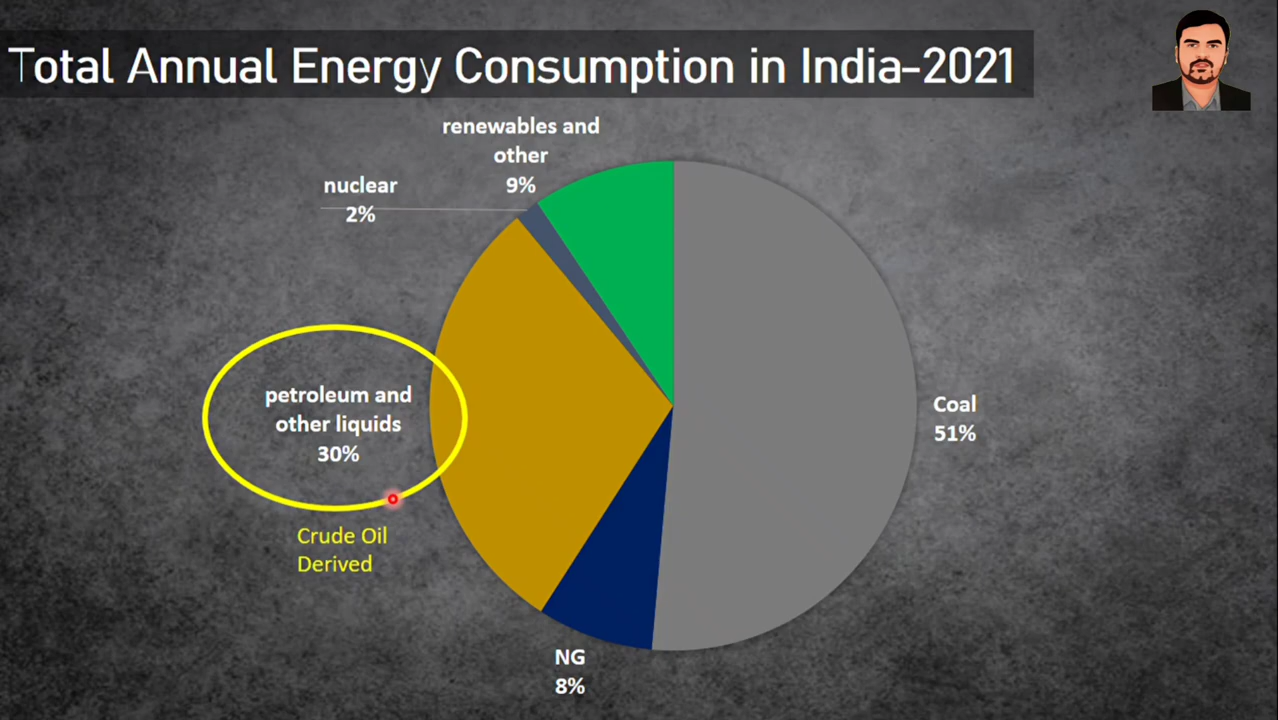 Total Annual Energy Consumption in India-2021
renewables and
other
9%
nuclear
2%
petroleum and
other liquids
30%
Crude Oil
Derived
Coal
51%
NG
8%